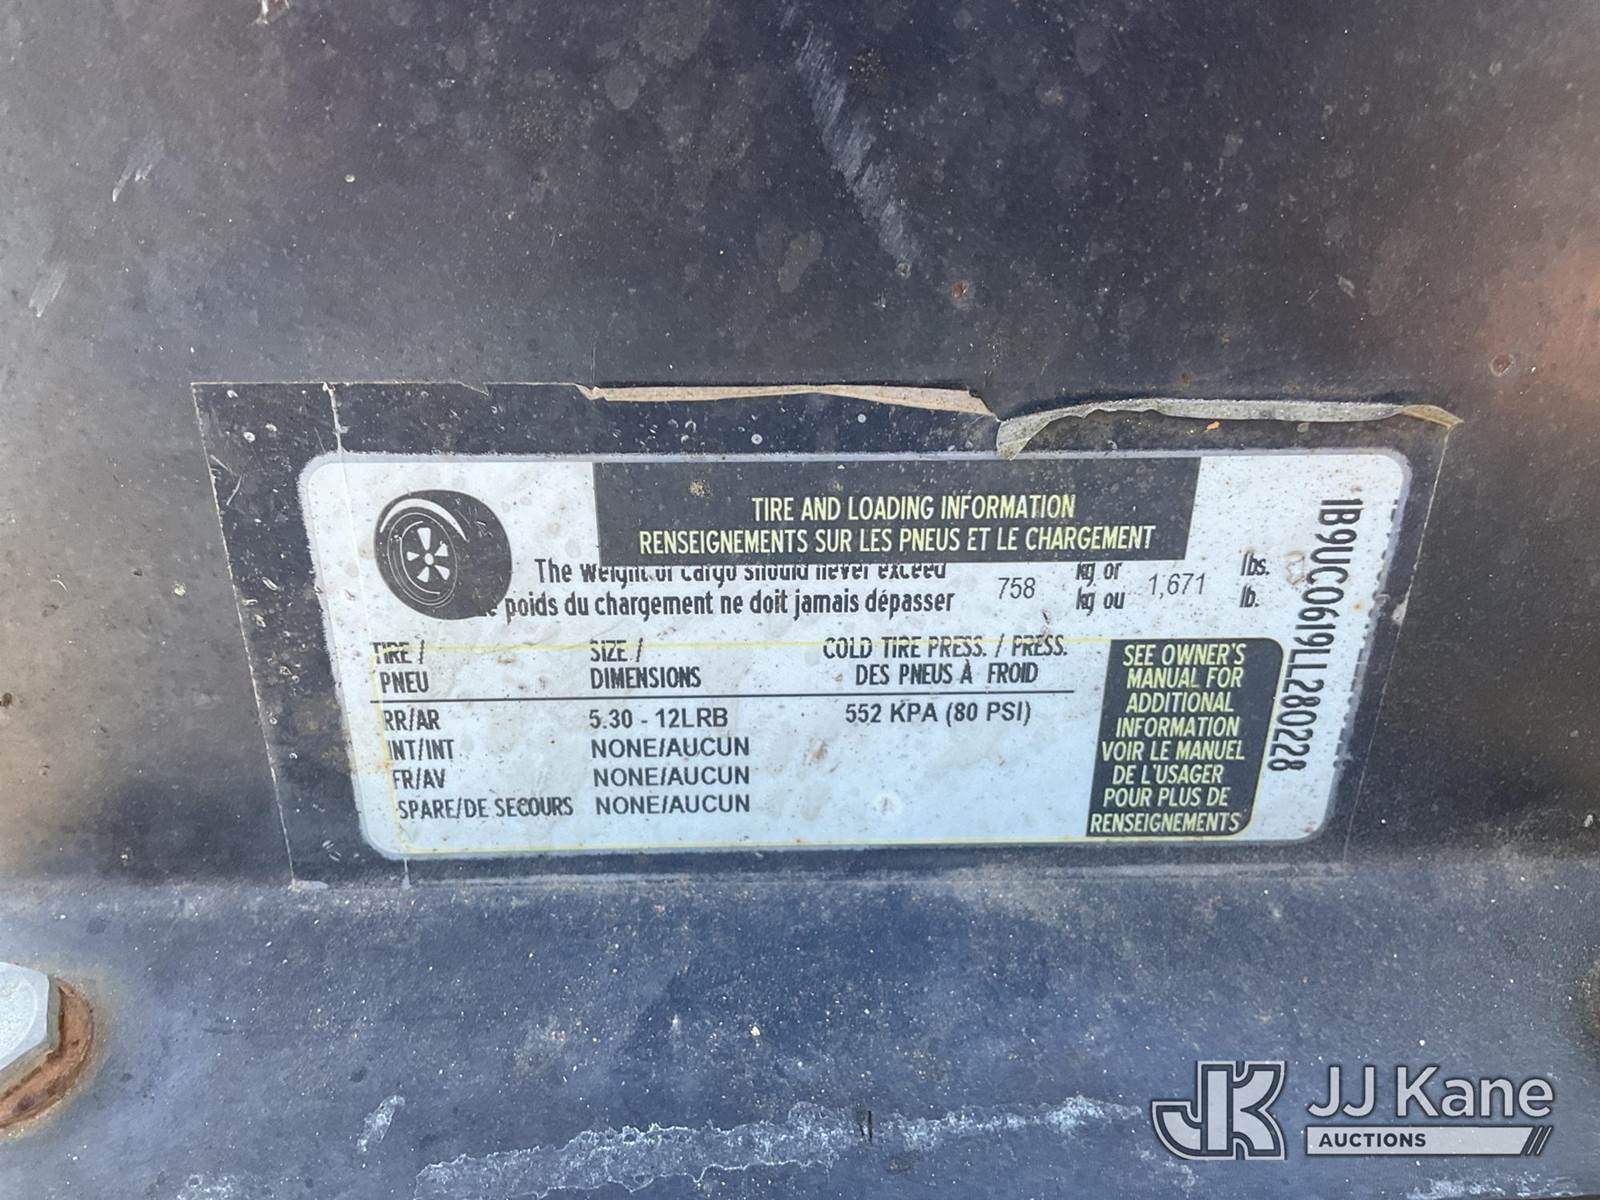 TIRE AND LOADING INFORMATION
RENSEIGNEMENTS SUR LES PNEUS ET LE CHARGEMENT
The weight of cargo should never exceed 758 kg or 1,671 lbs.
Le poids du chargement ne doit jamais dépasser kg ou lb.
TIRE / SIZE / COLD TIRE PRESS. / PRESS.
PNEU DIMENSIONS DES PNEUS À FROID
RR/AR 5.30 - 12LRB 552 KPA (80 PSI)
INT/INT NONE/AUCUN
FR/AV NONE/AUCUN
SPARE/DE SECOURS NONE/AUCUN
SEE OWNER'S
MANUAL FOR
ADDITIONAL
INFORMATION
VOIR LE MANUEL
DE L'USAGER
POUR PLUS DE
RENSEIGNEMENTS
1B9UC0619LL280228
JK JJ Kane
AUCTIONS